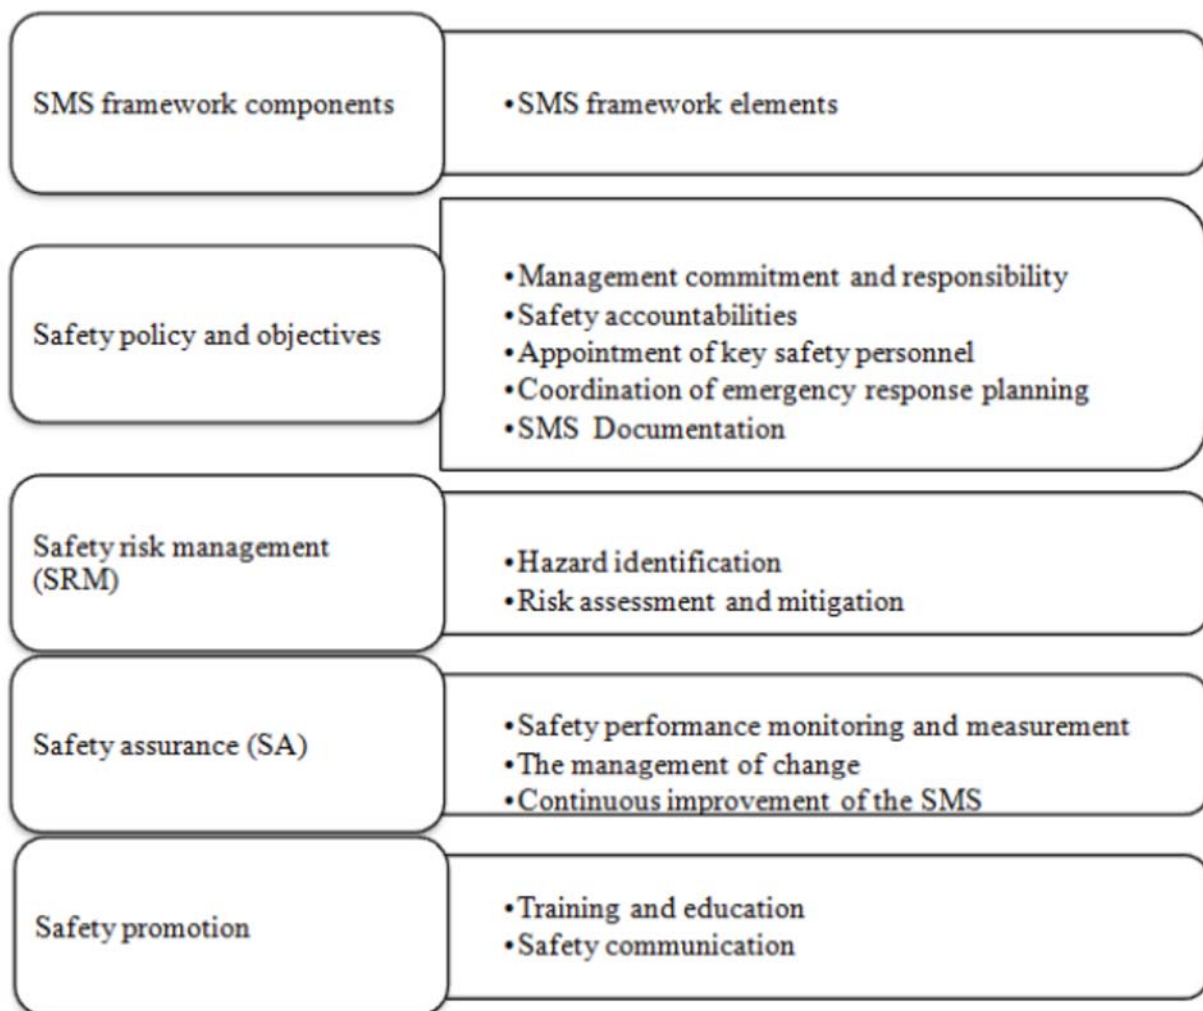 SMS framework components
•SMS framework elements
Safety policy and objectives
•Management commitment and responsibility
•Safety accountabilities
•Appointment of key safety personnel
•Coordination of emergency response planning
•SMS Documentation
Safety risk management
(SRM)
•Hazard identification
•Risk assessment and mitigation
Safety assurance (SA)
•Safety performance monitoring and measurement
•The management of change
•Continuous improvement of the SMS
Safety promotion
•Training and education
•Safety communication